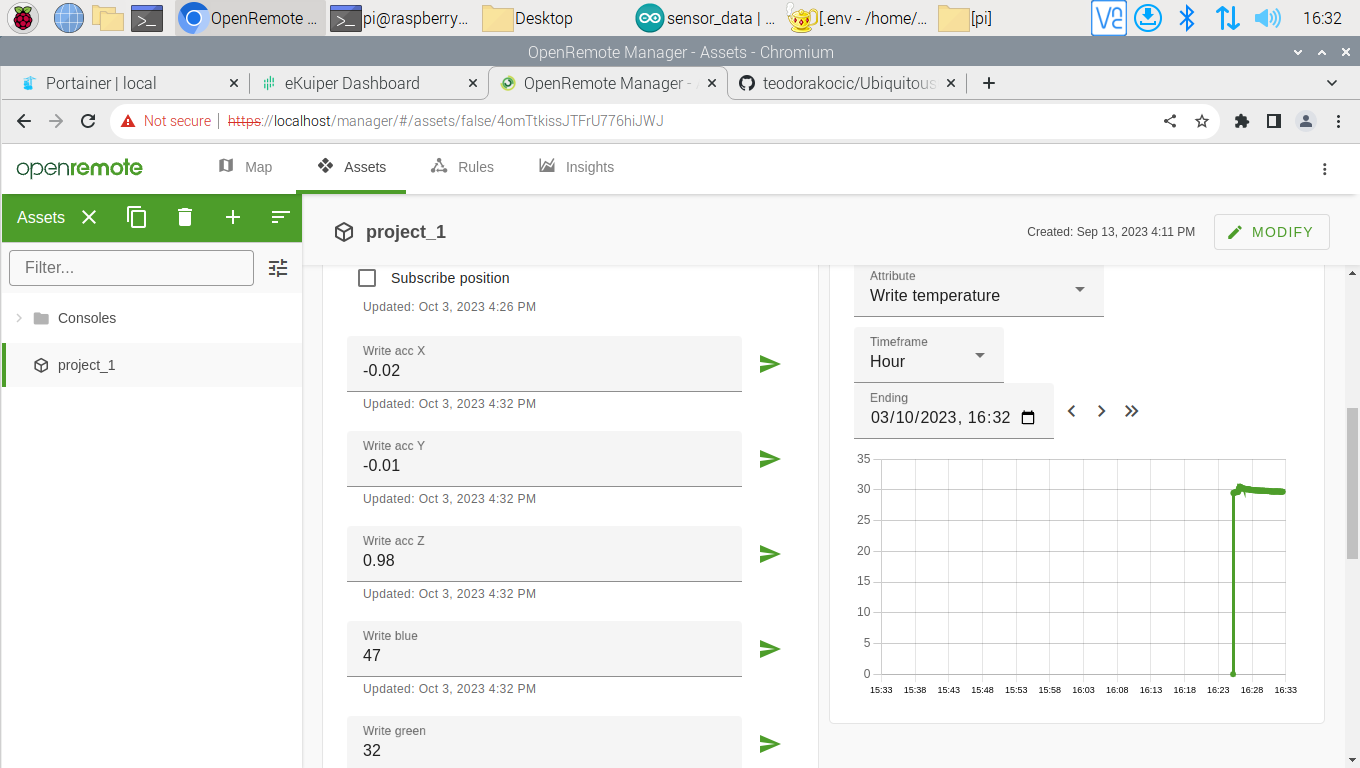 OpenRemote ...
pi@raspberry...
Desktop
sensor_data | ...
[.env - /home/...
[pi]
16:32
OpenRemote Manager - Assets - Chromium
Portainer | local
eKuiper Dashboard
OpenRemote Manager -
teodorakocic/Ubiquitous
Not secure
https://localhost/manager/#/assets/false/4omTtkissJTFrU776hiJWJ
openremote
Map
Assets
Rules
Insights
Assets
project_1
Created: Sep 13, 2023 4:11 PM
MODIFY
Filter...
Consoles
project_1
Subscribe position
Updated: Oct 3, 2023 4:26 PM
Write acc X
-0.02
Updated: Oct 3, 2023 4:32 PM
Write acc Y
-0.01
Updated: Oct 3, 2023 4:32 PM
Write acc Z
0.98
Updated: Oct 3, 2023 4:32 PM
Write blue
47
Updated: Oct 3, 2023 4:32 PM
Write green
32
Attribute
Write temperature
Timeframe
Hour
Ending
03/10/2023, 16:32
35
30
25
20
15
10
5
0
15:33 15:38 15:43 15:48 15:53 15:58 16:03 16:08 16:13 16:18 16:23 16:28 16:33